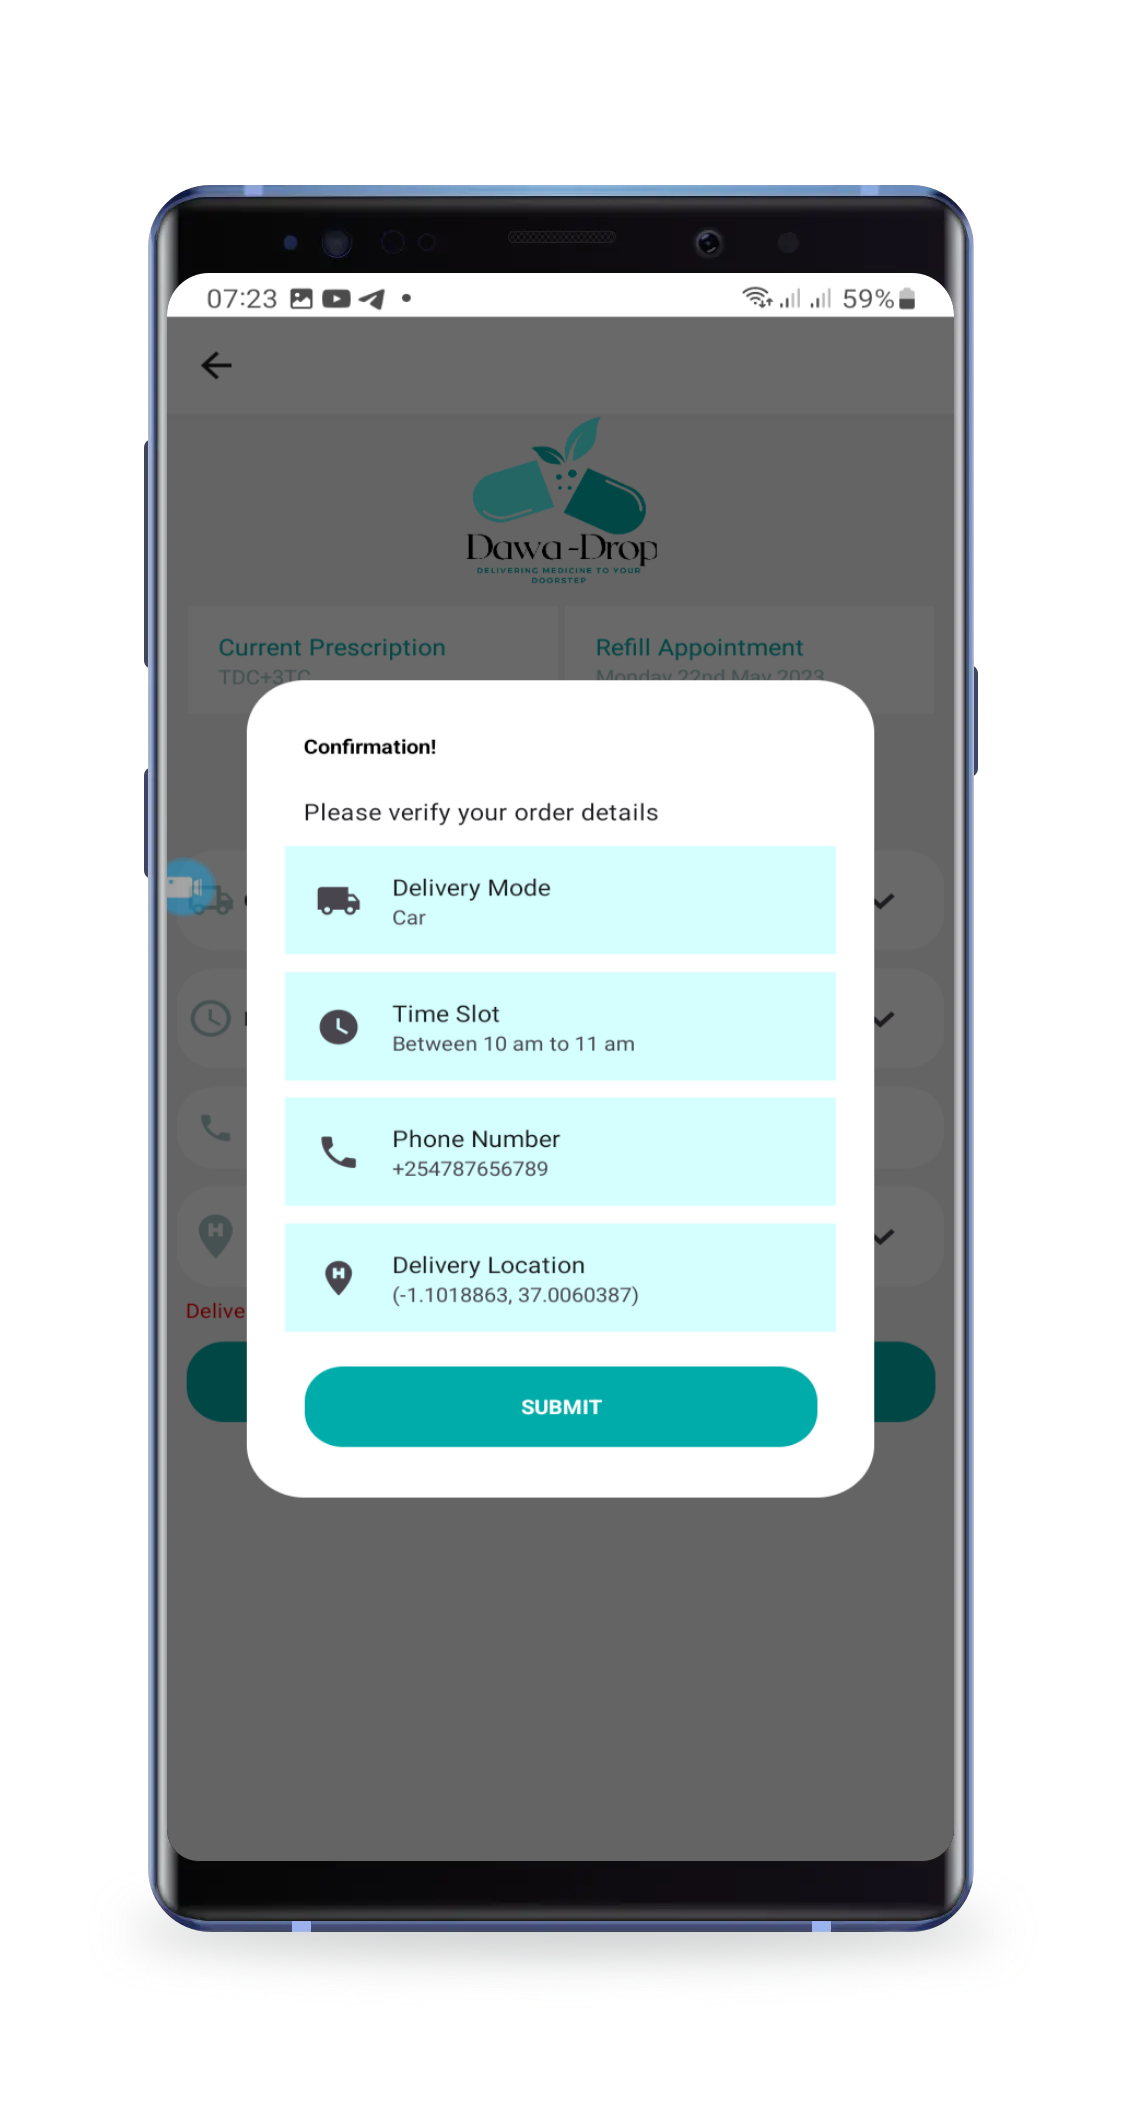 07:23
59%
Dawa-Drop
DELIVERING MEDICINE TO YOUR
DOORSTEP
Current Prescription
Refill Appointment
TDC+3TC
Monday 22nd May 2023
Confirmation!
Please verify your order details
Delivery Mode
Car
Time Slot
Between 10 am to 11 am
Phone Number
+254787656789
Delivery Location
(-1.1018863, 37.0060387)
SUBMIT